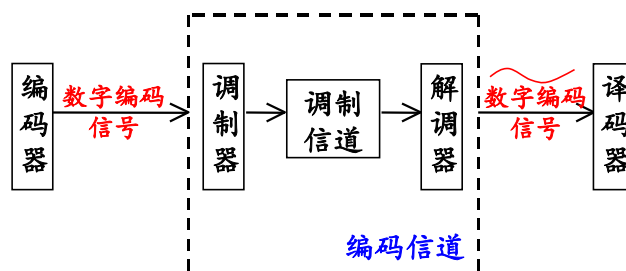 编码器
数字编码
信号
调制器
调制
信道
解调器
数字编码
信号
译码器
编码信道